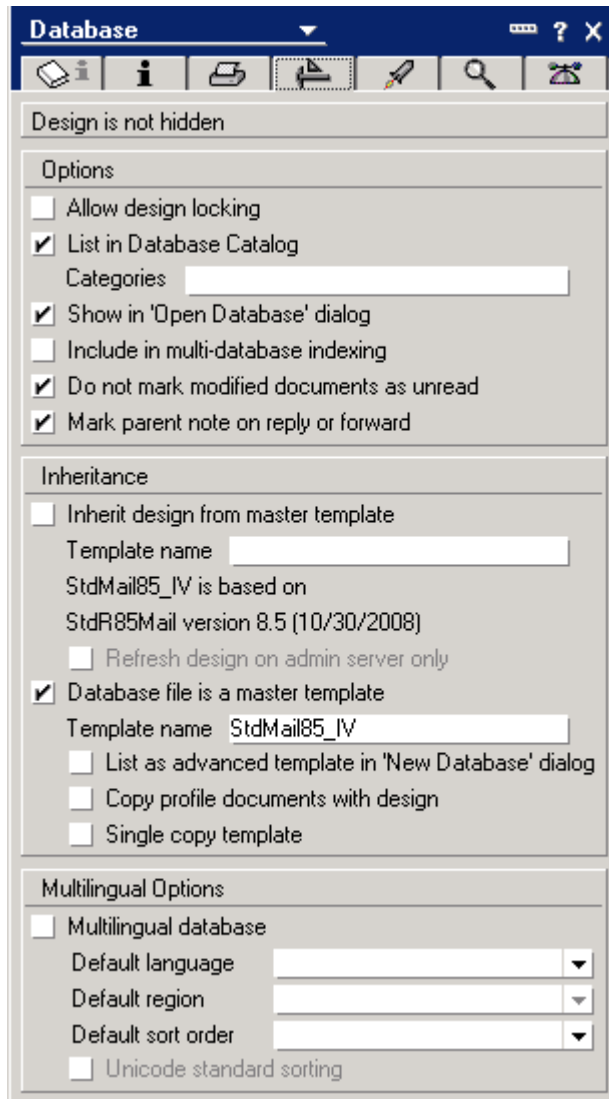 Database
? X
i i
Design is not hidden
Options
Allow design locking
List in Database Catalog
Categories
Show in 'Open Database' dialog
Include in multi-database indexing
Do not mark modified documents as unread
Mark parent note on reply or forward
Inheritance
Inherit design from master template
Template name
StdMail85_IV is based on
StdR85Mail version 8.5 (10/30/2008)
Refresh design on admin server only
Database file is a master template
Template name StdMail85_IV
List as advanced template in 'New Database' dialog
Copy profile documents with design
Single copy template
Multilingual Options
Multilingual database
Default language
Default region
Default sort order
Unicode standard sorting